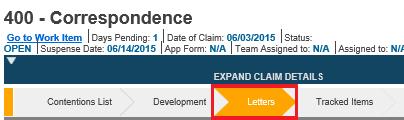 400 - Correspondence
Go to Work Item | Days Pending: 1 | Date of Claim: 06/03/2015 | Status:
OPEN | Suspense Date: 06/14/2015 | App Form: N/A | Team Assigned to: N/A | Assigned to: N/A
EXPAND CLAIM DETAILS
Contentions List Development Letters Tracked Items